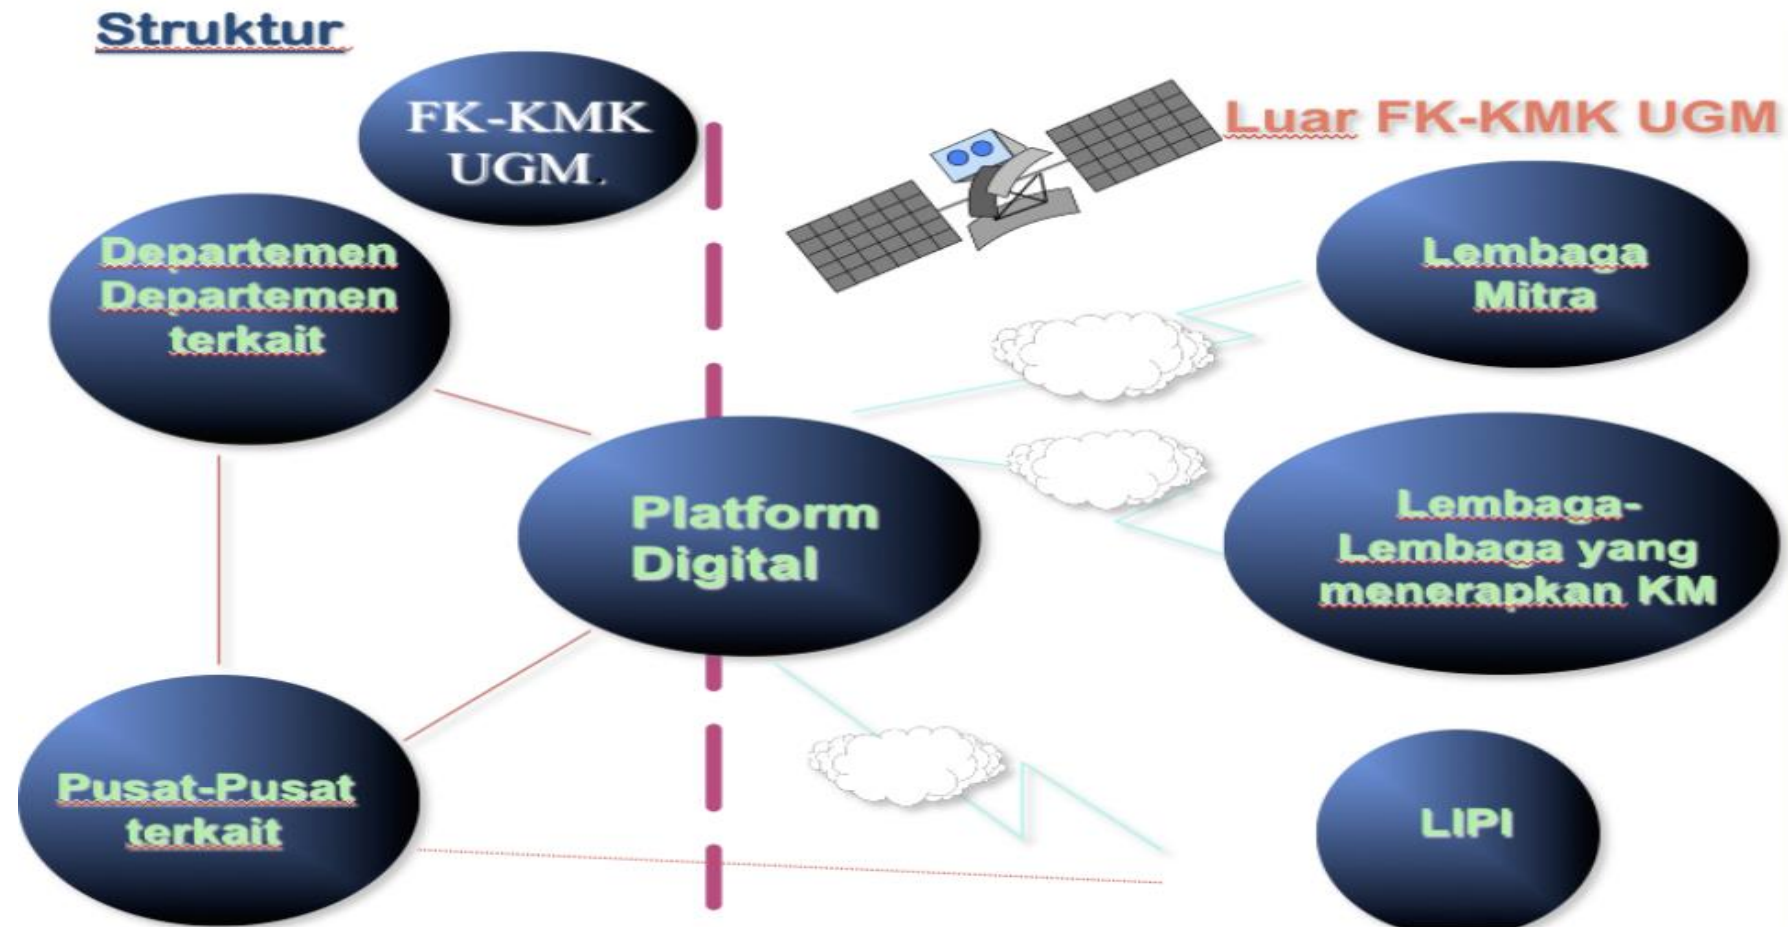 Struktur
FK-KMK
UGM.
Luar FK-KMK UGM
Departemen
Departemen
terkait
Lembaga
Mitra
Platform
Digital
Lembaga-
Lembaga yang
menerapkan KM
Pusat-Pusat
terkait
LIPI